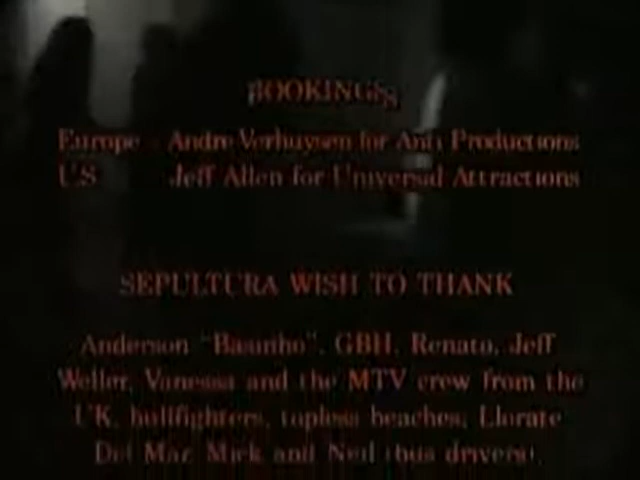 BOOKINGS
Europe - Andre Verhuysen for Anti Productions
U.S. Jeff Allen for Universal Attractions
SEPULTURA WISH TO THANK
Anderson GBH, Renato, Jeff
Weller, Vanessa and the MTV crew from the
UK, bullfighters, topless beaches; Llorate
Del Mar, Mick and Neil (bus drivers),